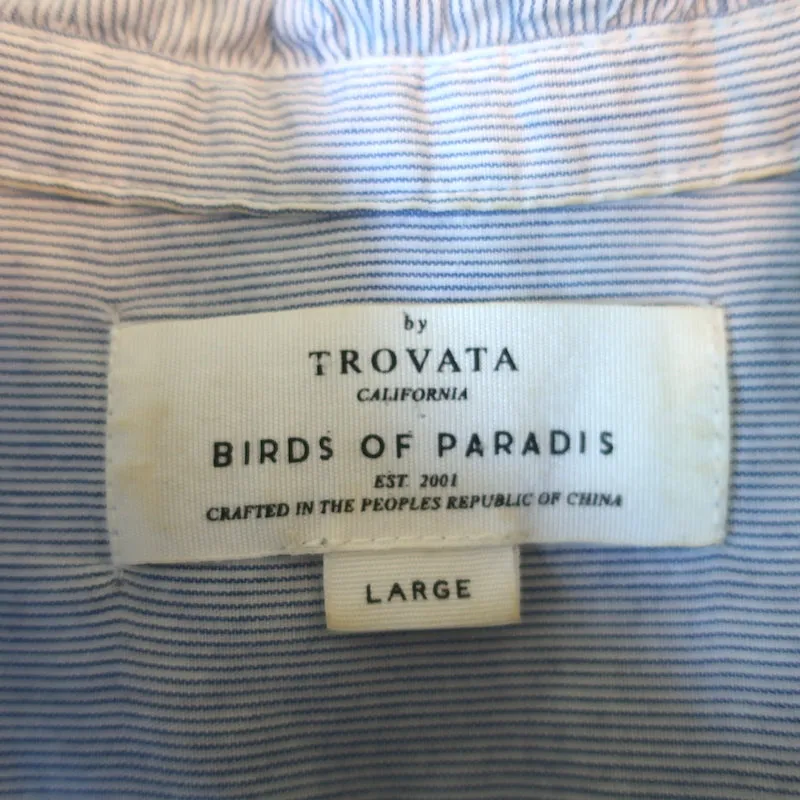 by
TROVATA
CALIFORNIA
BIRDS OF PARADIS
EST. 2001
CRAFTED IN THE PEOPLES REPUBLIC OF CHINA
LARGE